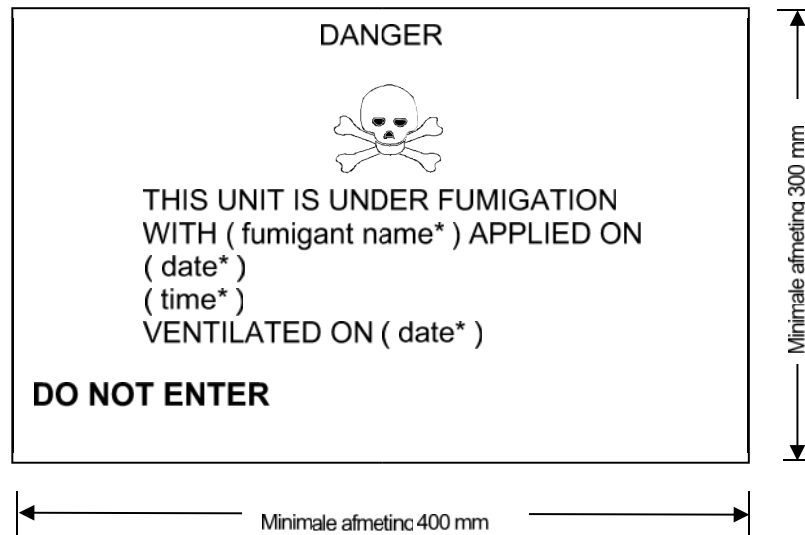 DANGER
THIS UNIT IS UNDER FUMIGATION
WITH ( fumigant name* ) APPLIED ON
( date* )
( time* )
VENTILATED ON ( date* )
DO NOT ENTER
Minimale afmeting 300 mm
Minimale afmeting 400 mm